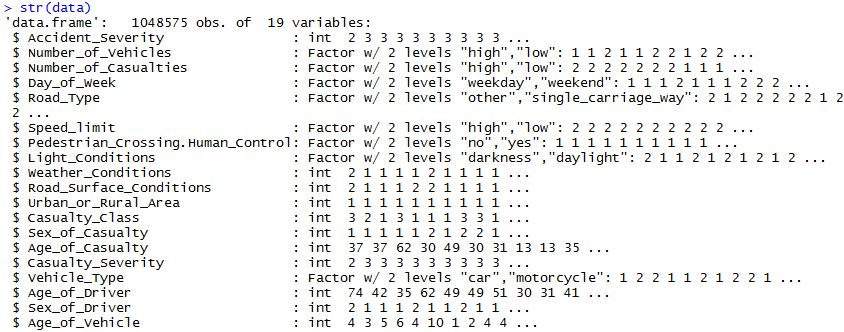 > str(data)
'data.frame':   1048575 obs. of  19 variables:
 $ Accident_Severity                : int  2 3 3 3 3 3 3 3 3 3 ...
 $ Number_of_Vehicles               : Factor w/ 2 levels "high","low": 1 1 2 1 1 2 2 1 2 2 ...
 $ Number_of_Casualties             : Factor w/ 2 levels "high","low": 2 2 2 2 2 2 2 1 1 1 ...
 $ Day_of_Week                      : Factor w/ 2 levels "weekday","weekend": 1 1 1 2 1 1 1 2 2 2 ...
 $ Road_Type                        : Factor w/ 2 levels "other","single_carriage_way": 2 1 2 2 2 2 2 1 2
2 ...
 $ Speed_limit                      : Factor w/ 2 levels "high","low": 2 2 2 2 2 2 2 2 2 2 ...
 $ Pedestrian_Crossing.Human_Control: Factor w/ 2 levels "no","yes": 1 1 1 1 1 1 1 1 1 1 ...
 $ Light_Conditions                 : Factor w/ 2 levels "darkness","daylight": 2 1 1 2 1 2 1 2 1 2 ...
 $ Weather_Conditions               : int  2 1 1 1 1 2 1 1 1 1 ...
 $ Road_Surface_Conditions          : int  2 1 1 1 2 2 1 1 1 1 ...
 $ Urban_or_Rural_Area              : int  1 1 1 1 1 1 1 1 1 1 ...
 $ Casualty_Class                   : int  3 2 1 3 1 1 1 3 3 1 ...
 $ Sex_of_Casualty                  : int  1 1 1 1 1 2 1 2 2 1 ...
 $ Age_of_Casualty                  : int  37 37 62 30 49 30 31 13 13 35 ...
 $ Casualty_Severity                : int  2 3 3 3 3 3 3 3 3 3 ...
 $ Vehicle_Type                     : Factor w/ 2 levels "car","motorcycle": 1 2 2 1 1 2 1 2 2 1 ...
 $ Age_of_Driver                    : int  74 42 35 62 49 49 51 30 31 41 ...
 $ Sex_of_Driver                    : int  2 1 1 1 2 1 1 2 1 1 ...
 $ Age_of_Vehicle                   : int  4 3 5 6 4 10 1 2 4 4 ...